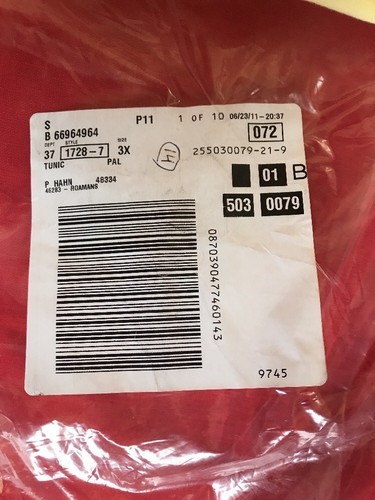 S P11 1 OF 10 06/23/11-20:37
B 66964964 072
DEPT STYLE SIZE
37 1728-7 3X 14 255030079-21-9
TUNIC PAL
01 B
P HAHN 48334
46283 - ROAMANS
503 0079
0870390477460143
9745